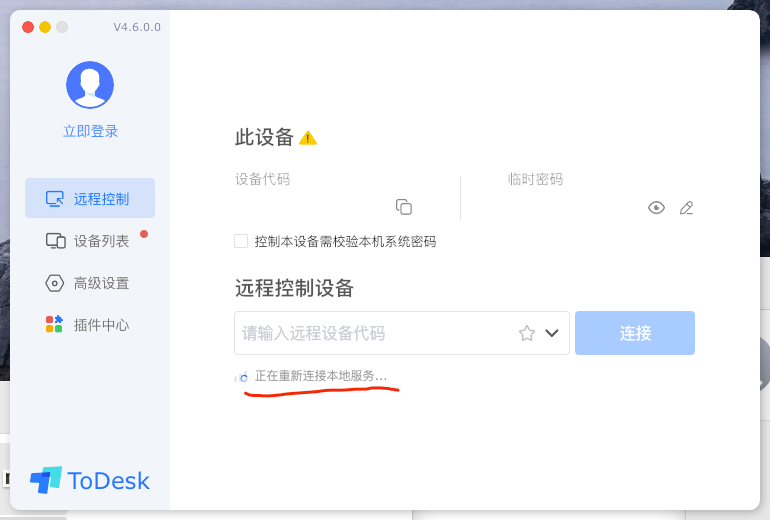 V4.6.0.0
立即登录
远程控制
设备列表
高级设置
插件中心
ToDesk
此设备
设备代码
临时密码
控制本设备需校验本机系统密码
远程控制设备
请输入远程设备代码
连接
正在重新连接本地服务...